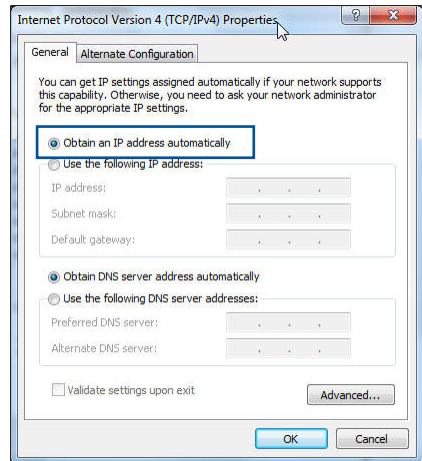 Internet Protocol Version 4 (TCP/IPv4) Properties
General
Alternate Configuration
You can get IP settings assigned automatically if your network supports
this capability. Otherwise, you need to ask your network administrator
for the appropriate IP settings.
Obtain an IP address automatically
Use the following IP address:
IP address:
Subnet mask:
Default gateway:
Obtain DNS server address automatically
Use the following DNS server addresses:
Preferred DNS server:
Alternate DNS server:
Validate settings upon exit
Advanced...
OK
Cancel